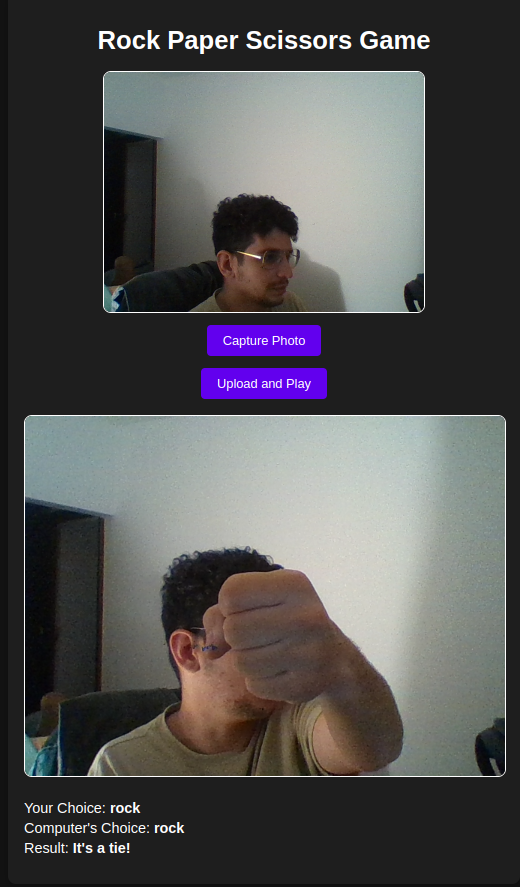 Rock Paper Scissors Game
Capture Photo
Upload and Play
Your Choice: rock
Computer's Choice: rock
Result: It's a tie!